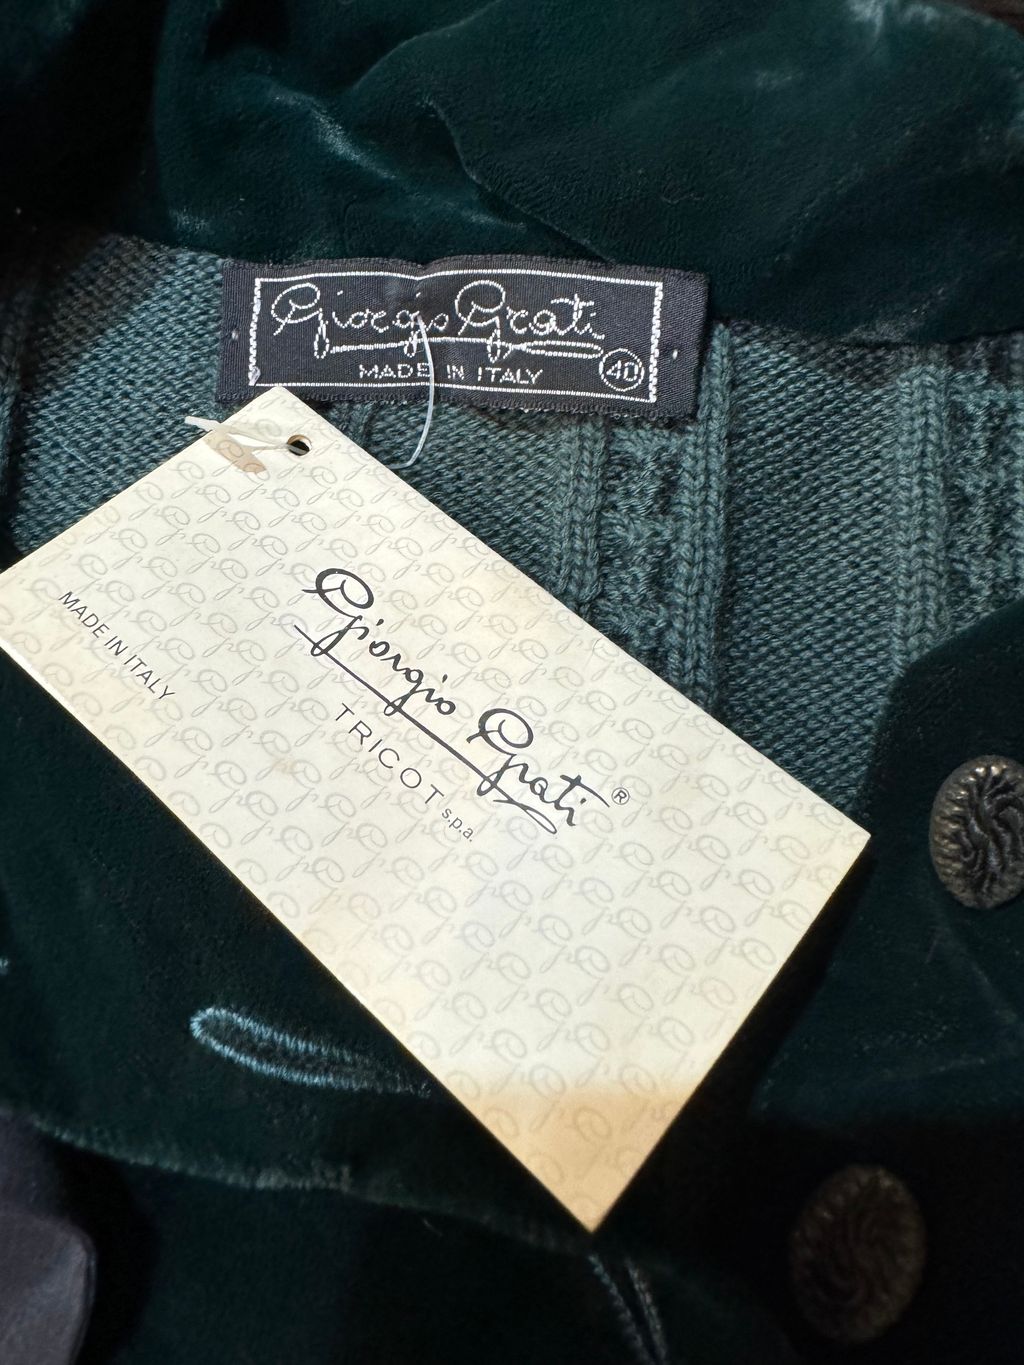 Giorgio Grati
MADE IN ITALY
40
MADE IN ITALY
Giorgio Grati ®
TRICOT s.p.a.